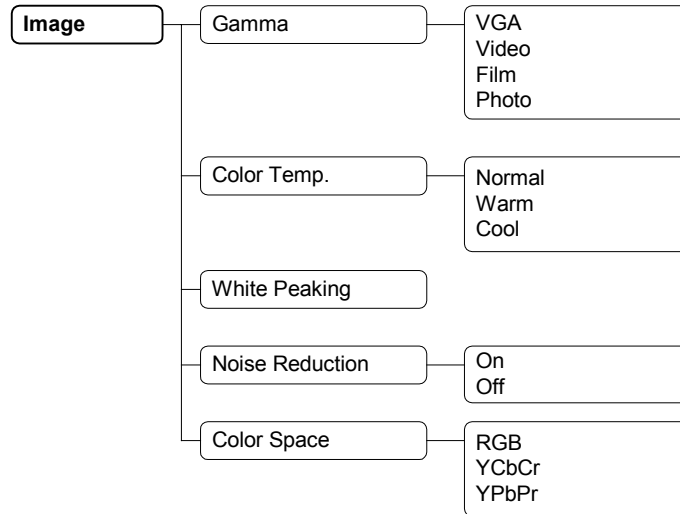 Image
Gamma
VGA
Video
Film
Photo
Color Temp.
Normal
Warm
Cool
White Peaking
Noise Reduction
On
Off
Color Space
RGB
YCbCr
YPbPr